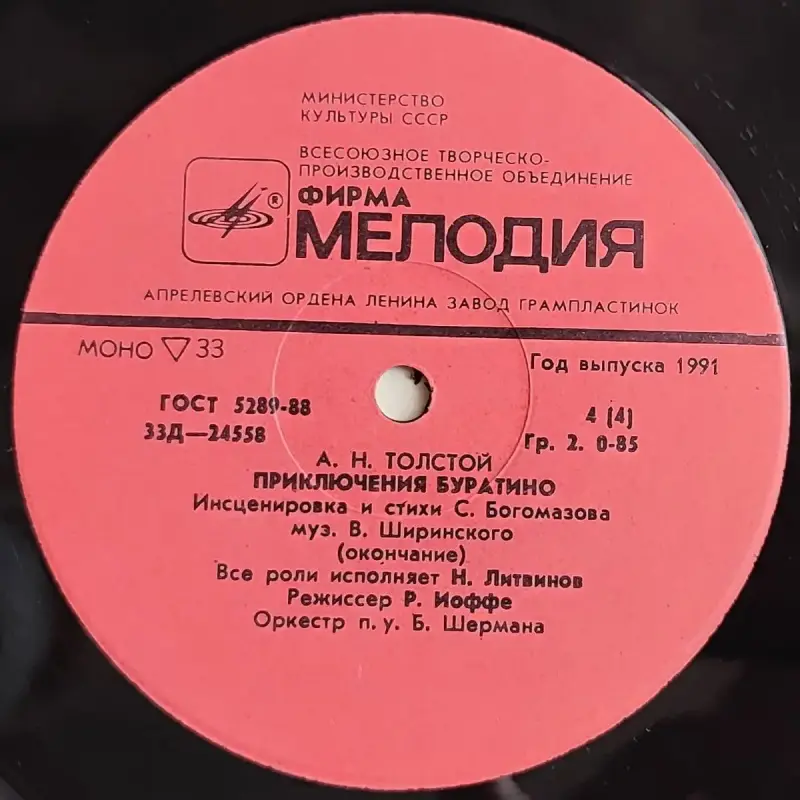 МИНИСТЕРСТВО
КУЛЬТУРЫ СССР
ВСЕСОЮЗНОЕ ТВОРЧЕСКО-
ПРОИЗВОДСТВЕННОЕ ОБЪЕДИНЕНИЕ
ФИРМА
®
МЕЛОДИЯ
АПРЕЛЕВСКИЙ ОРДЕНА ЛЕНИНА ЗАВОД ГРАМПЛАСТИНОК
МОНО ▽ 33
Год выпуска 1991
ГОСТ 5289-88
4 (4)
33Д—24558
Гр. 2. 0-85
А. Н. ТОЛСТОЙ
ПРИКЛЮЧЕНИЯ БУРАТИНО
Инсценировка и стихи С. Богомазова
муз. В. Ширинского
(окончание)
Все роли исполняет Н. Литвинов
Режиссер Р. Иоффе
Оркестр п. у. Б. Шермана